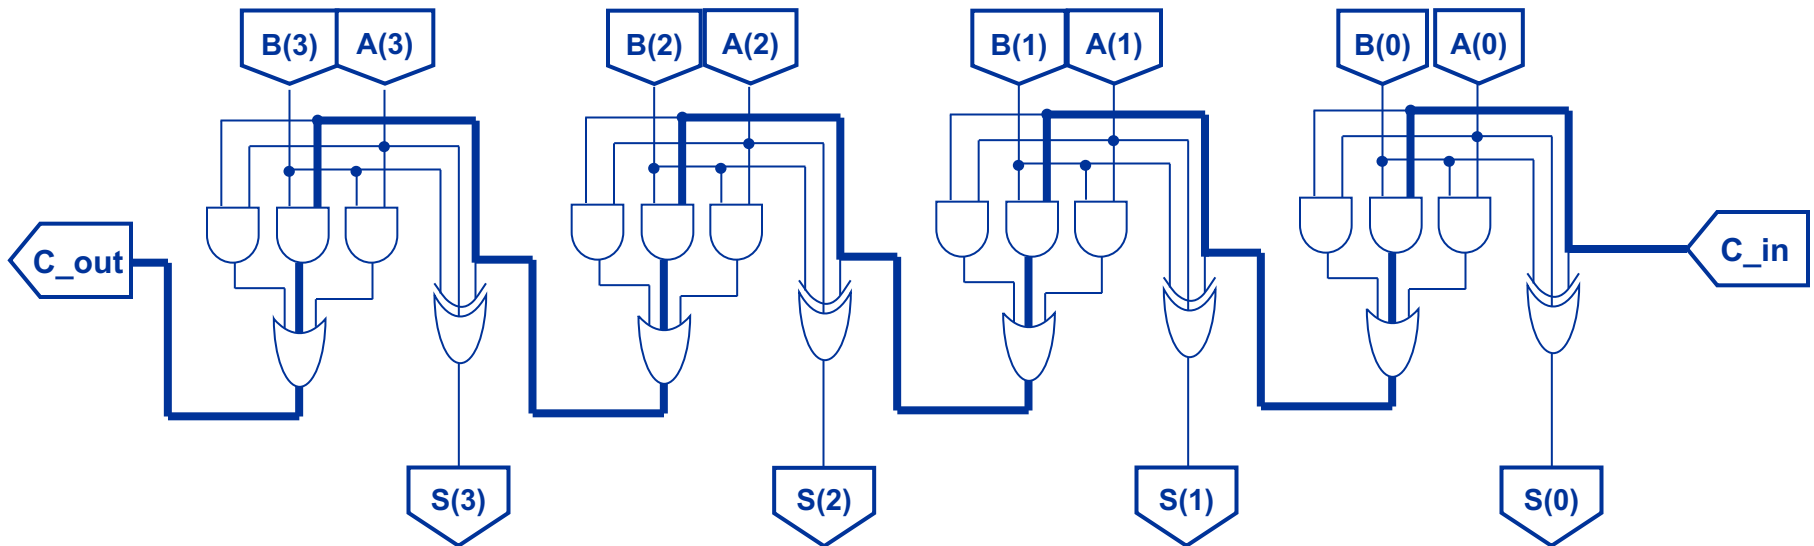 B(3) A(3) B(2) A(2) B(1) A(1) B(0) A(0)
C_out C_in
S(3) S(2) S(1) S(0)